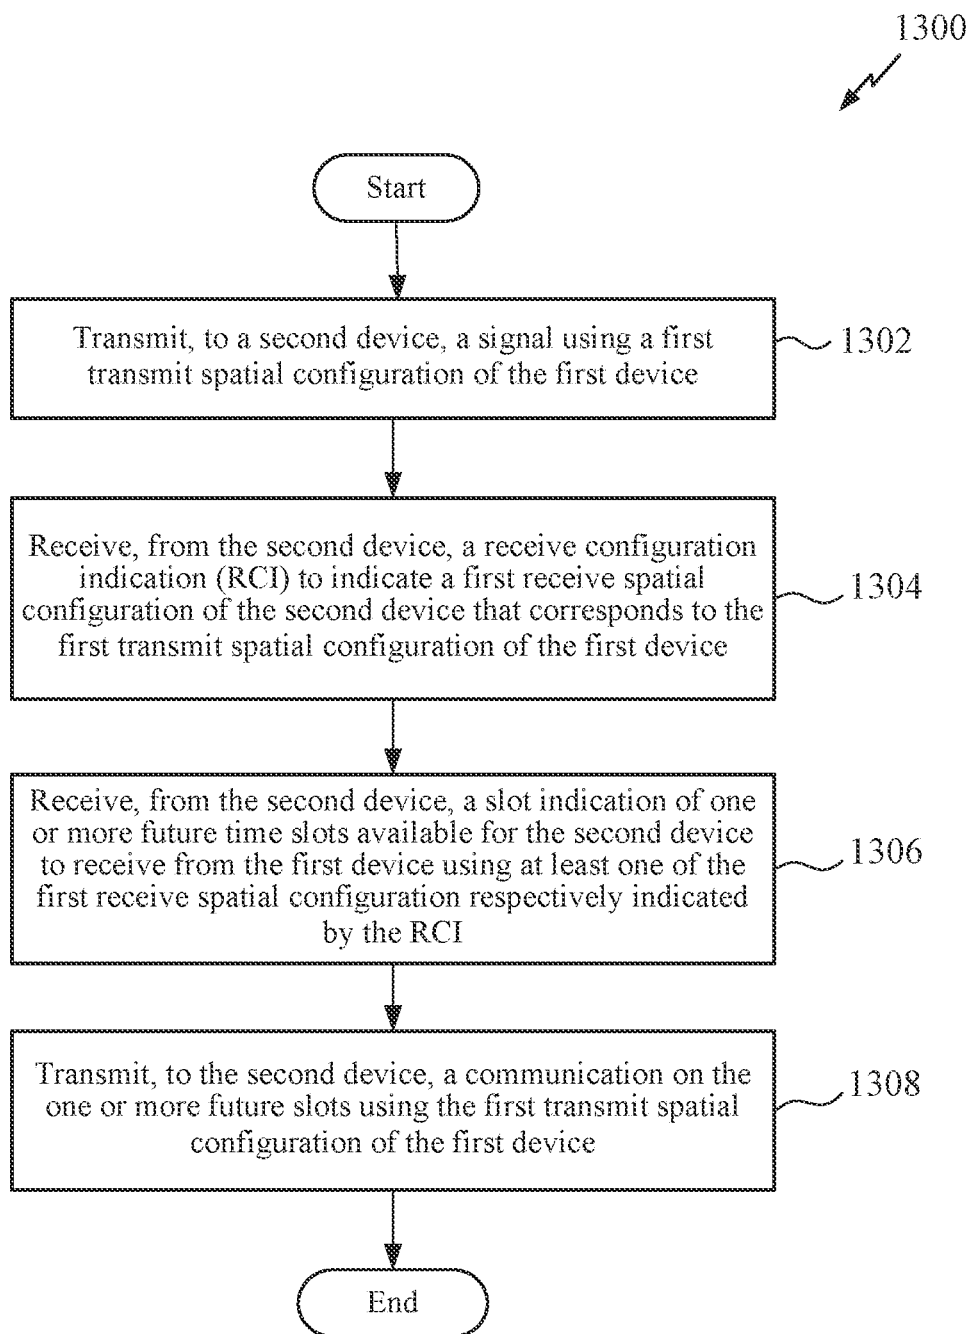 1300
Start
Transmit, to a second device, a signal using a first
transmit spatial configuration of the first device
1302
Receive, from the second device, a receive configuration
indication (RCI) to indicate a first receive spatial
configuration of the second device that corresponds to the
first transmit spatial configuration of the first device
1304
Receive, from the second device, a slot indication of one
or more future time slots available for the second device
to receive from the first device using at least one of the
first receive spatial configuration respectively indicated
by the RCI
1306
Transmit, to the second device, a communication on the
one or more future slots using the first transmit spatial
configuration of the first device
1308
End